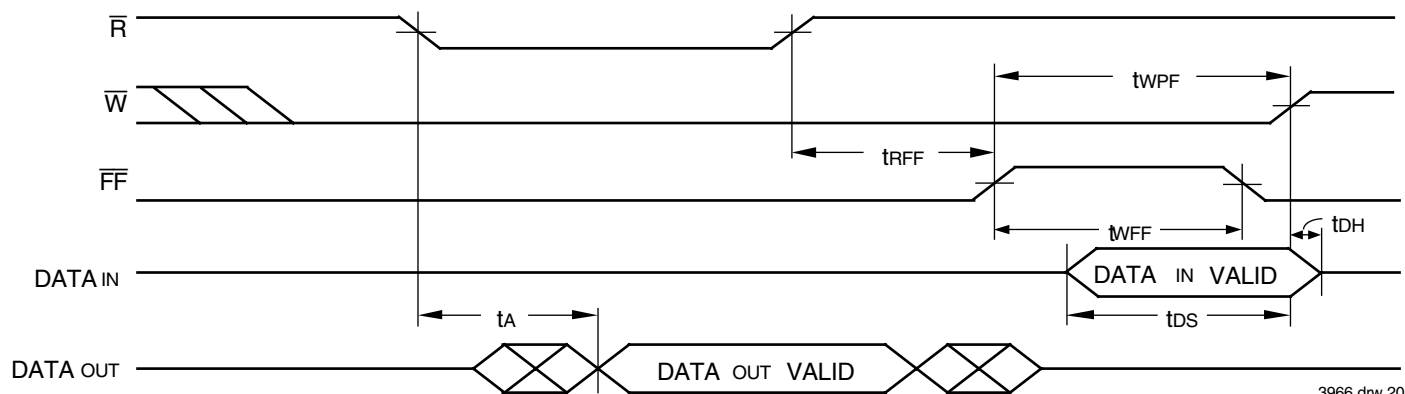 R̅
W̅
tWPF
tRFF
F̅F̅
tWFF
tDH
DATA IN
DATA IN VALID
tA
tDS
DATA OUT
DATA OUT VALID
3966 drw 20